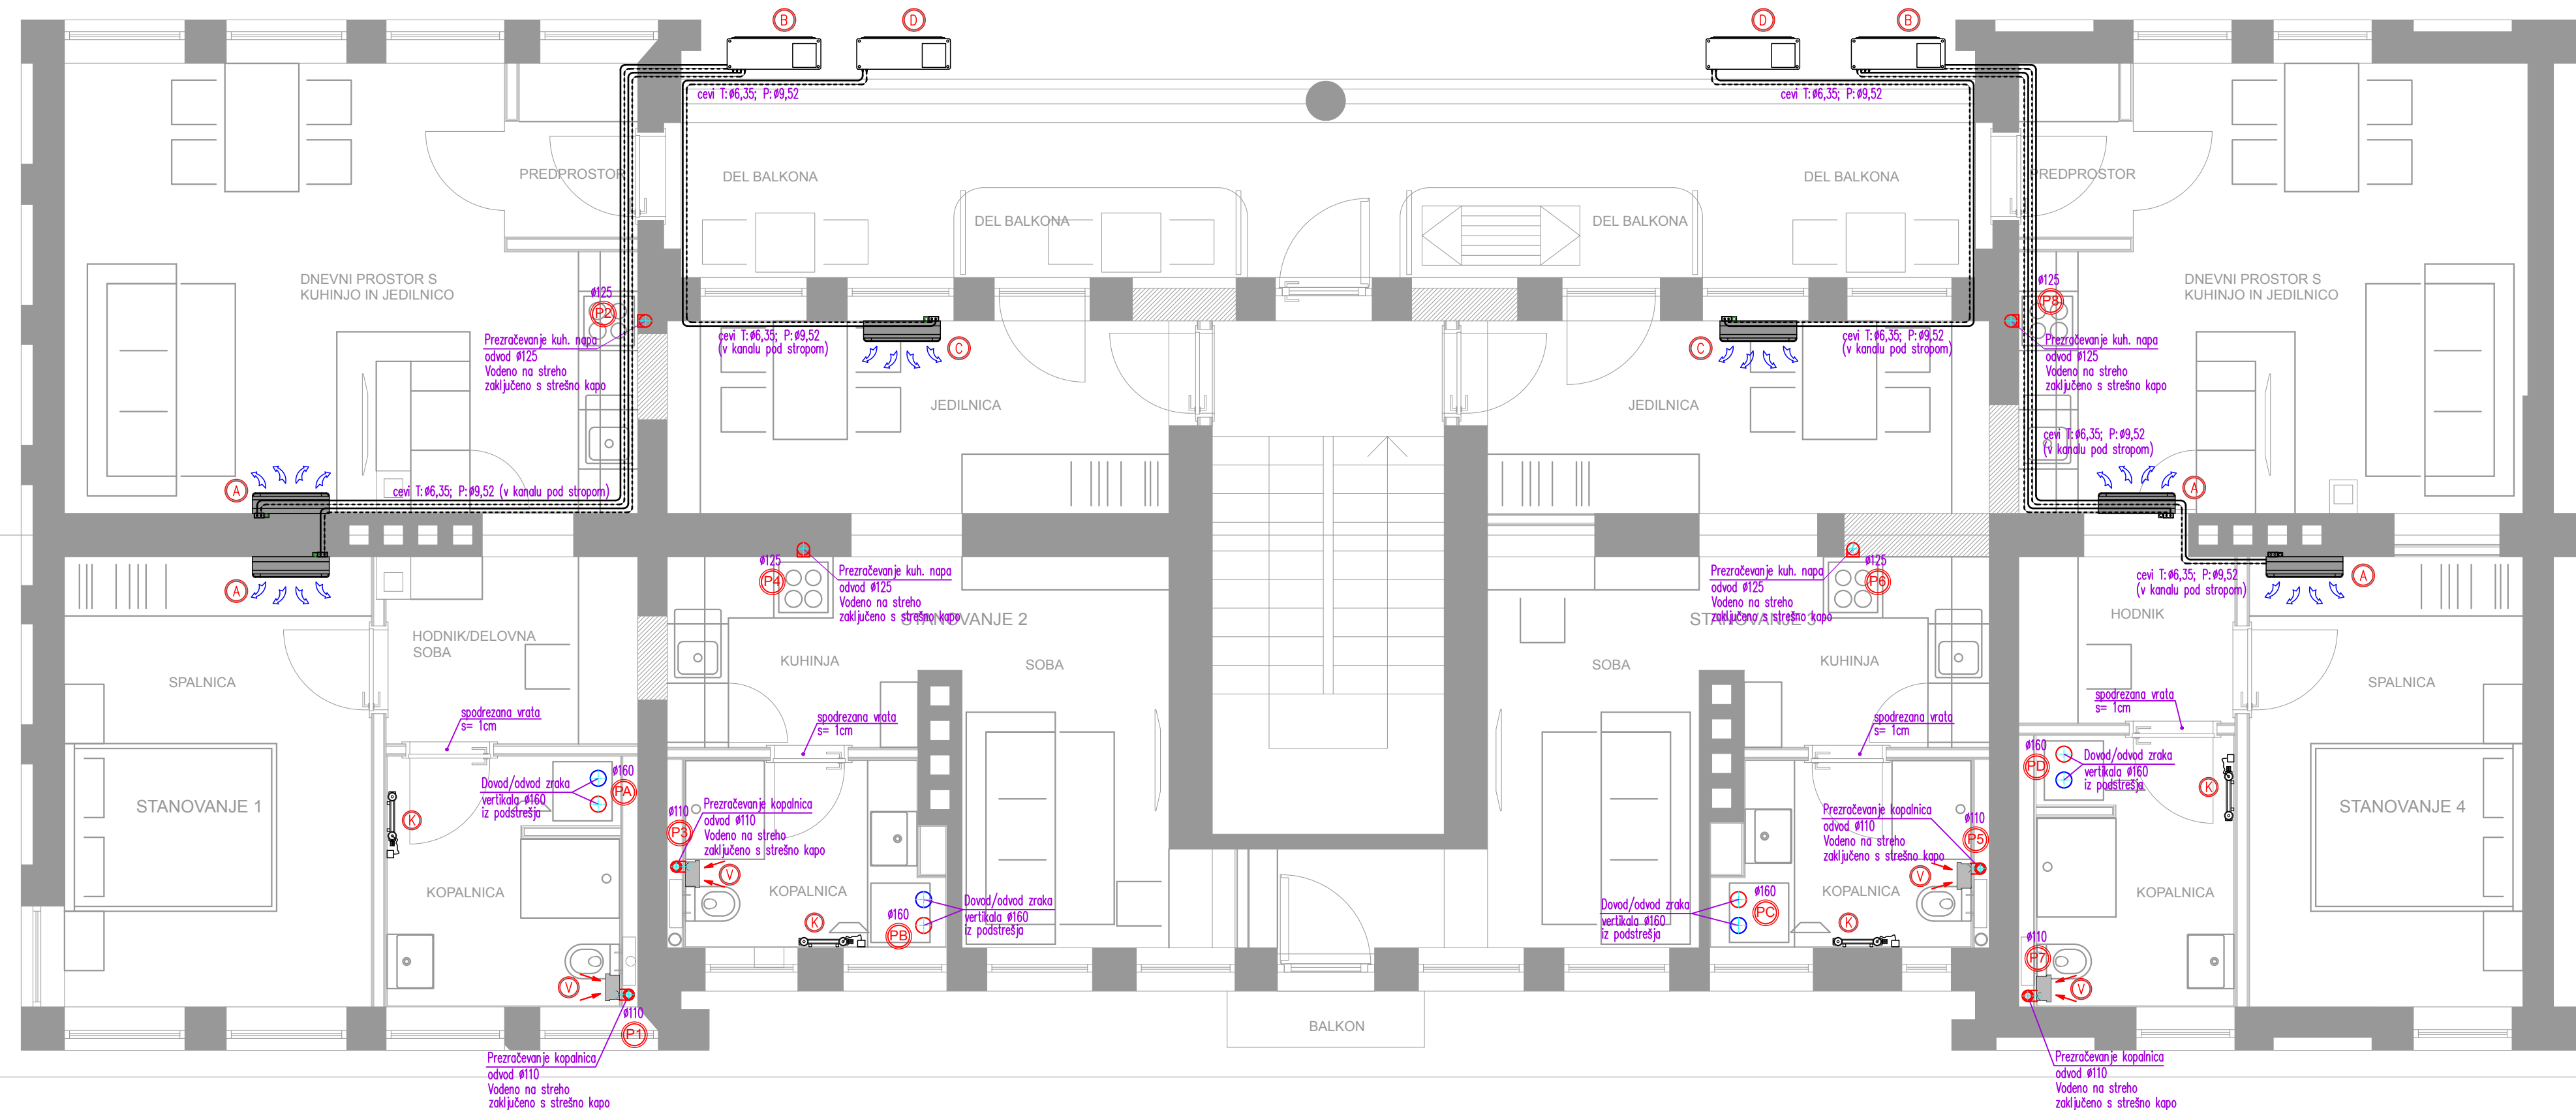 B
D
D
B
cevi T:ø6,35; P:ø9,52
cevi T:ø6,35; P:ø9,52
PREDPROSTOR
DEL BALKONA
DEL BALKONA
DEL BALKONA
DEL BALKONA
PREDPROSTOR
DNEVNI PROSTOR S
KUHINJO IN JEDILNICO
DNEVNI PROSTOR S
KUHINJO IN JEDILNICO
ø125
P2
Prezračevanje kuh. napa
odvod ø125
Vodeno na streho
zaključeno s strešno kapo
cevi T:ø6,35; P:ø9,52
(v kanalu pod stropom)
C
C
cevi T:ø6,35; P:ø9,52
(v kanalu pod stropom)
ø125
P8
Prezračevanje kuh. napa
odvod ø125
Vodeno na streho
zaključeno s strešno kapo
JEDILNICA
JEDILNICA
cevi T:ø6,35; P:ø9,52
(v kanalu pod stropom)
A
cevi T:ø6,35; P:ø9,52 (v kanalu pod stropom)
A
A
A
cevi T:ø6,35; P:ø9,52
(v kanalu pod stropom)
ø125
P4
Prezračevanje kuh. napa
odvod ø125
Vodeno na streho
zaključeno s strešno kapo
STANOVANJE 2
Prezračevanje kuh. napa
odvod ø125
Vodeno na streho
zaključeno s strešno kapo
STANOVANJE 3
ø125
P6
HODNIK/DELOVNA
SOBA
HODNIK
KUHINJA
SOBA
SOBA
KUHINJA
SPALNICA
SPALNICA
spodrezana vrata
s= 1cm
spodrezana vrata
s= 1cm
spodrezana vrata
s= 1cm
spodrezana vrata
s= 1cm
STANOVANJE 1
K
Dovod/odvod zraka
vertikala ø160
iz podstrešja
ø160
PA
ø110
P3
Prezračevanje kopalnica
odvod ø110
Vodeno na streho
zaključeno s strešno kapo
Prezračevanje kopalnica
odvod ø110
Vodeno na streho
zaključeno s strešno kapo
ø110
P5
ø160
PD
Dovod/odvod zraka
vertikala ø160
iz podstrešja
K
STANOVANJE 4
KOPALNICA
V
KOPALNICA
K
ø160
PB
Dovod/odvod zraka
vertikala ø160
iz podstrešja
Dovod/odvod zraka
vertikala ø160
iz podstrešja
ø160
PC
KOPALNICA
K
V
KOPALNICA
V
ø110
P1
Prezračevanje kopalnica
odvod ø110
Vodeno na streho
zaključeno s strešno kapo
BALKON
ø110
P7
V
Prezračevanje kopalnica
odvod ø110
Vodeno na streho
zaključeno s strešno kapo